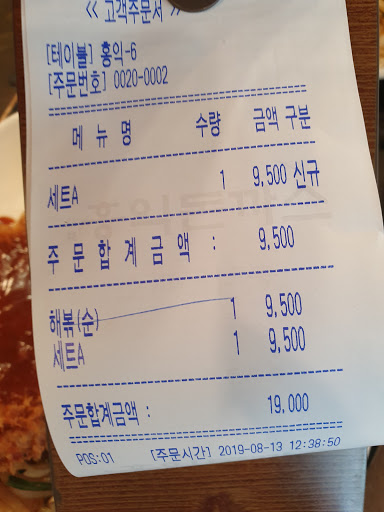 << 고객주문서 >>
[테이블] 홍익-6
[주문번호] 0020-0002
메 뉴 명 수량 금액 구분
세트A 1 9,500 신규
주 문 합 계 금 액 : 9,500
해볶(순) 1 9,500
세트A 1 9,500
주문합계금액 : 19,000
POS:01 [주문시간] 2019-08-13 12:38:50